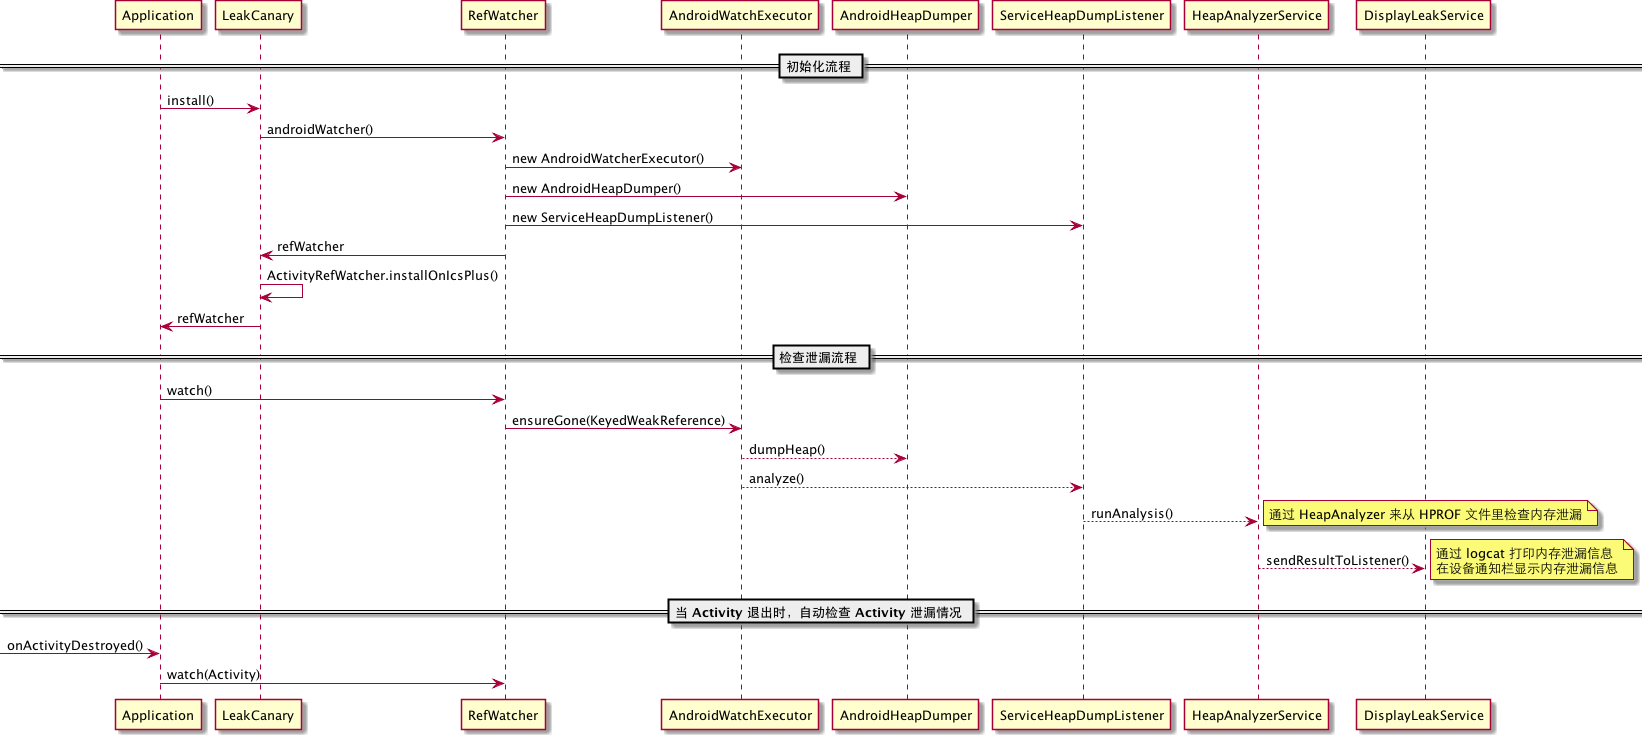 Application
LeakCanary
RefWatcher
AndroidWatchExecutor
AndroidHeapDumper
ServiceHeapDumpListener
HeapAnalyzerService
DisplayLeakService
初始化流程
install()
androidWatcher()
new AndroidWatcherExecutor()
new AndroidHeapDumper()
new ServiceHeapDumpListener()
refWatcher
ActivityRefWatcher.installOnIcsPlus()
refWatcher
检查泄漏流程
watch()
ensureGone(KeyedWeakReference)
dumpHeap()
analyze()
runAnalysis()
通过 HeapAnalyzer 来从 HPROF 文件里检查内存泄漏
sendResultToListener()
通过 logcat 打印内存泄漏信息
在设备通知栏显示内存泄漏信息
当 Activity 退出时，自动检查 Activity 泄漏情况
onActivityDestroyed()
watch(Activity)
Application
LeakCanary
RefWatcher
AndroidWatchExecutor
AndroidHeapDumper
ServiceHeapDumpListener
HeapAnalyzerService
DisplayLeakService